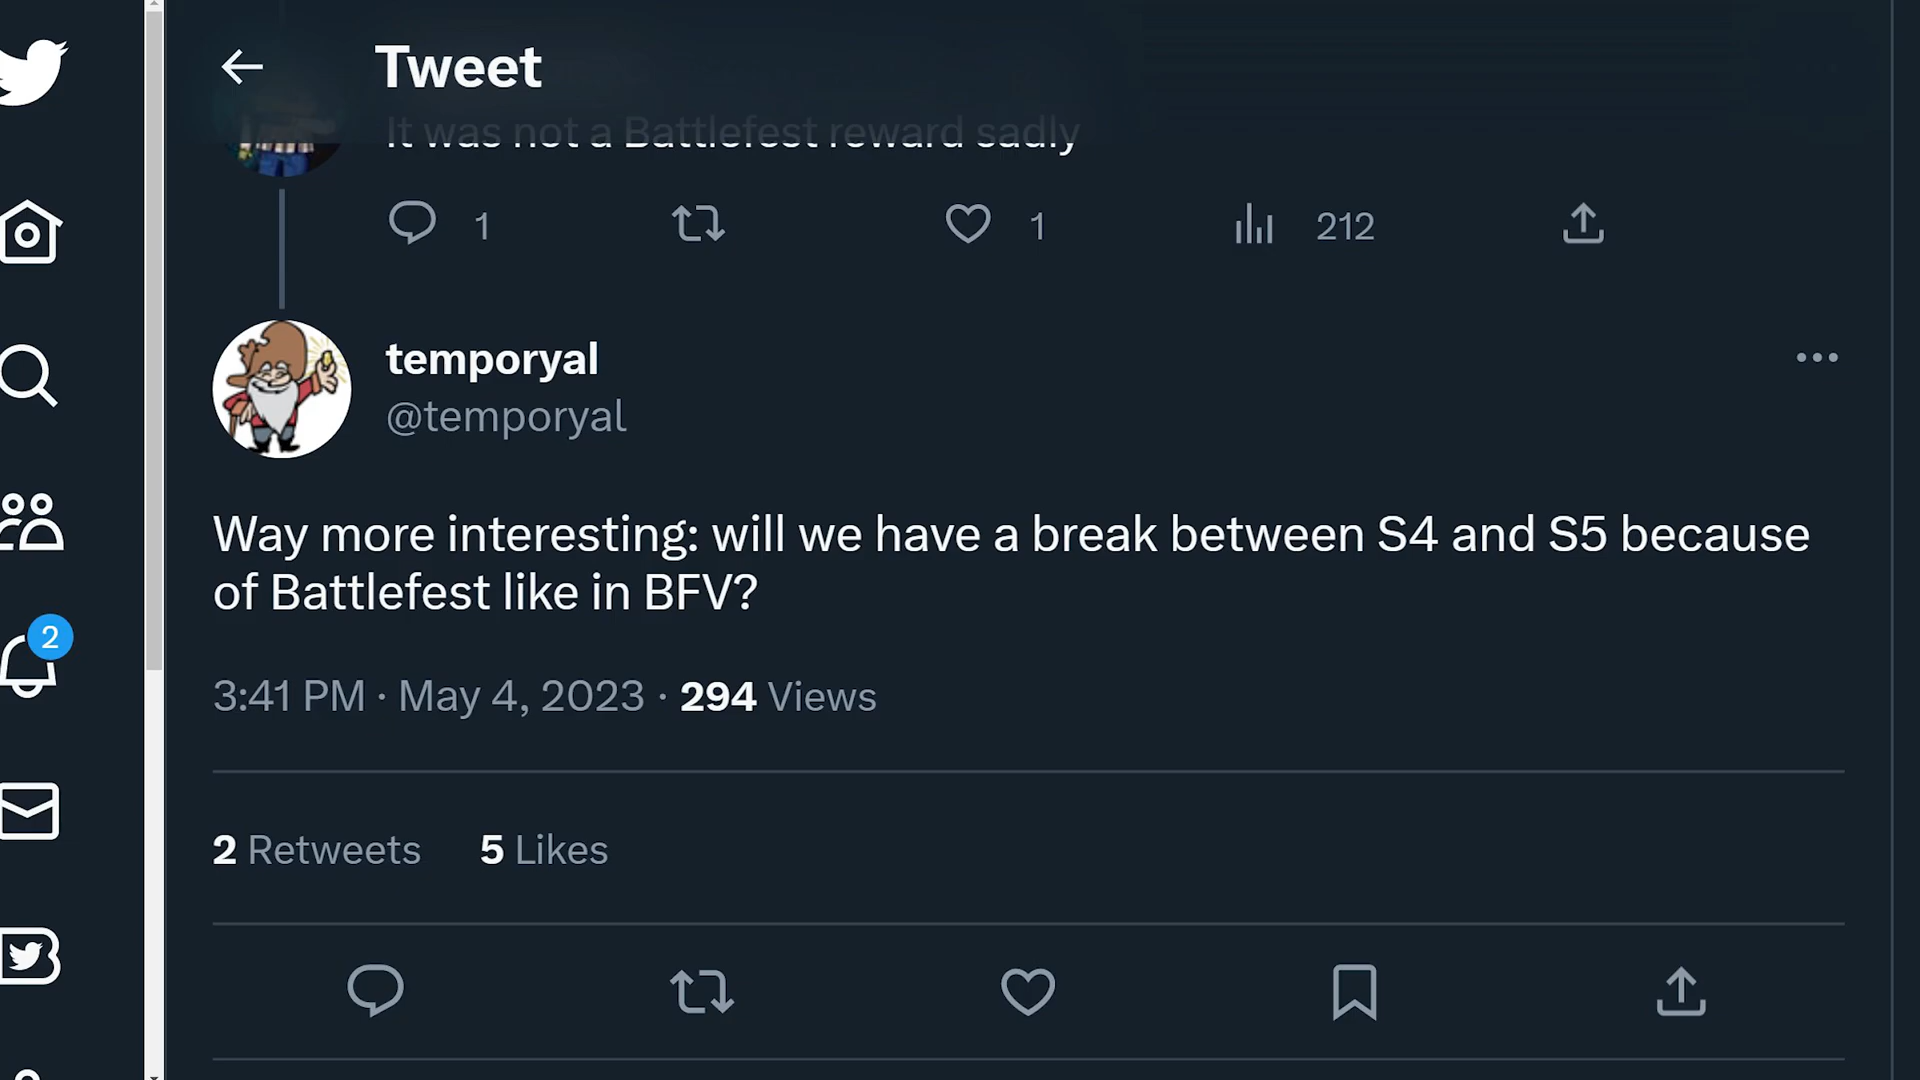 Tweet
It was not a Battlefest reward sadly
1
1
212
temporyal
@temporyal
Way more interesting: will we have a break between S4 and S5 because
of Battlefest like in BFV?
2
3:41 PM · May 4, 2023 · 294 Views
2 Retweets 5 Likes